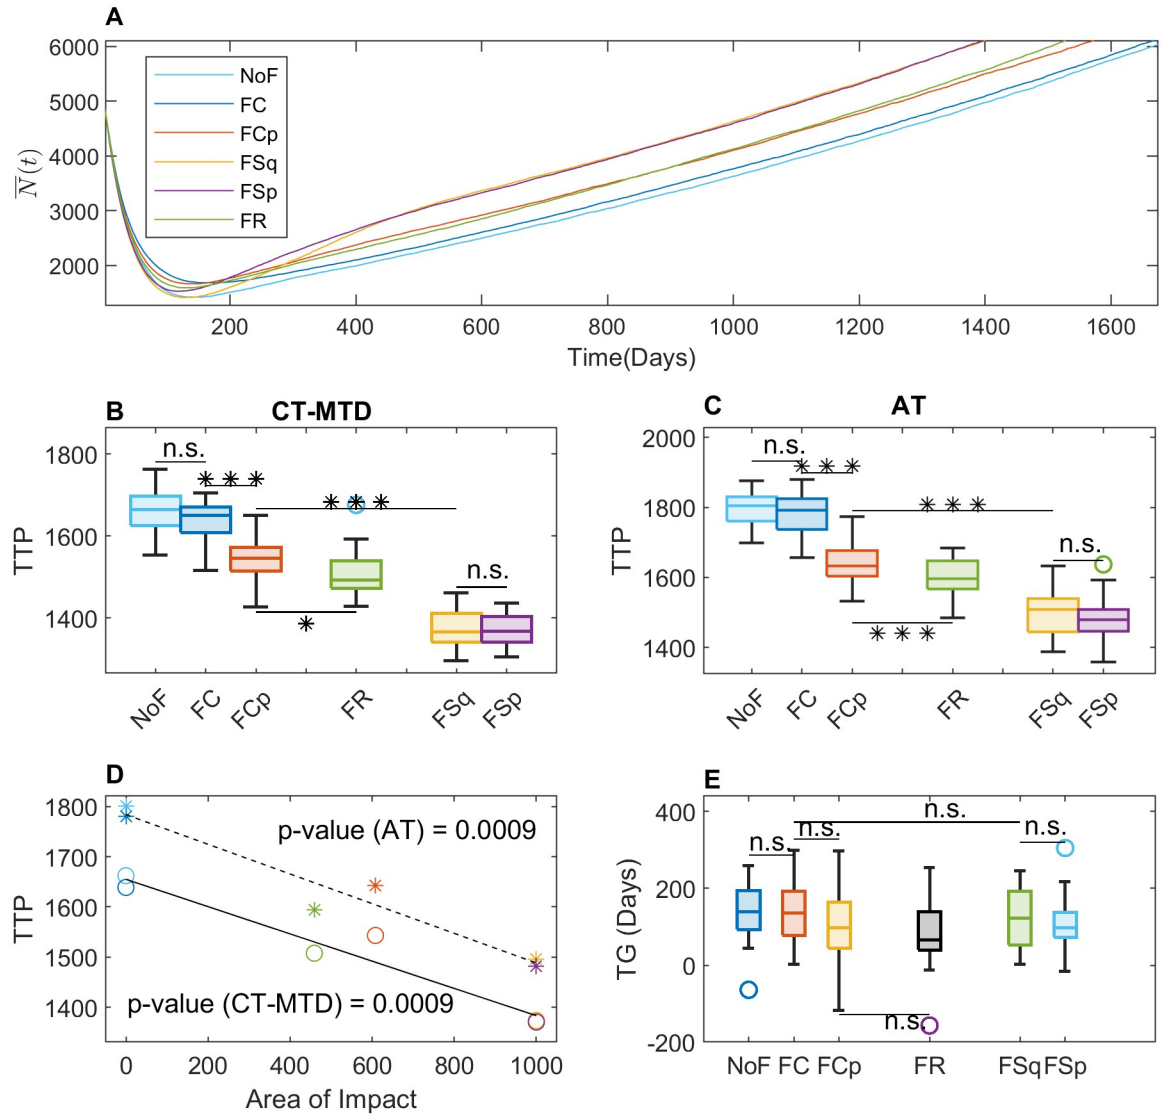 A
6000
5000
4000
3000
2000
N(t)
NoF
FC
FCp
FSq
FSp
FR
200 400 600 800 1000 1200 1400 1600
Time(Days)
B CT-MTD
1800
1600
1400
TTP
n.s.
n.s.
NoF FC FCp FR FSq FSp
C AT
2000
1800
1600
1400
TTP
n.s.
n.s.
NoF FC FCp FR FSq FSp
D
1800
1700
1600
1500
1400
TTP
p-value (AT) = 0.0009
p-value (CT-MTD) = 0.0009
0 200 400 600 800 1000
Area of Impact
E
400
200
0
-200
TG (Days)
n.s.
n.s.
n.s.
n.s.
n.s.
NoF FC FCp FR FSq FSp